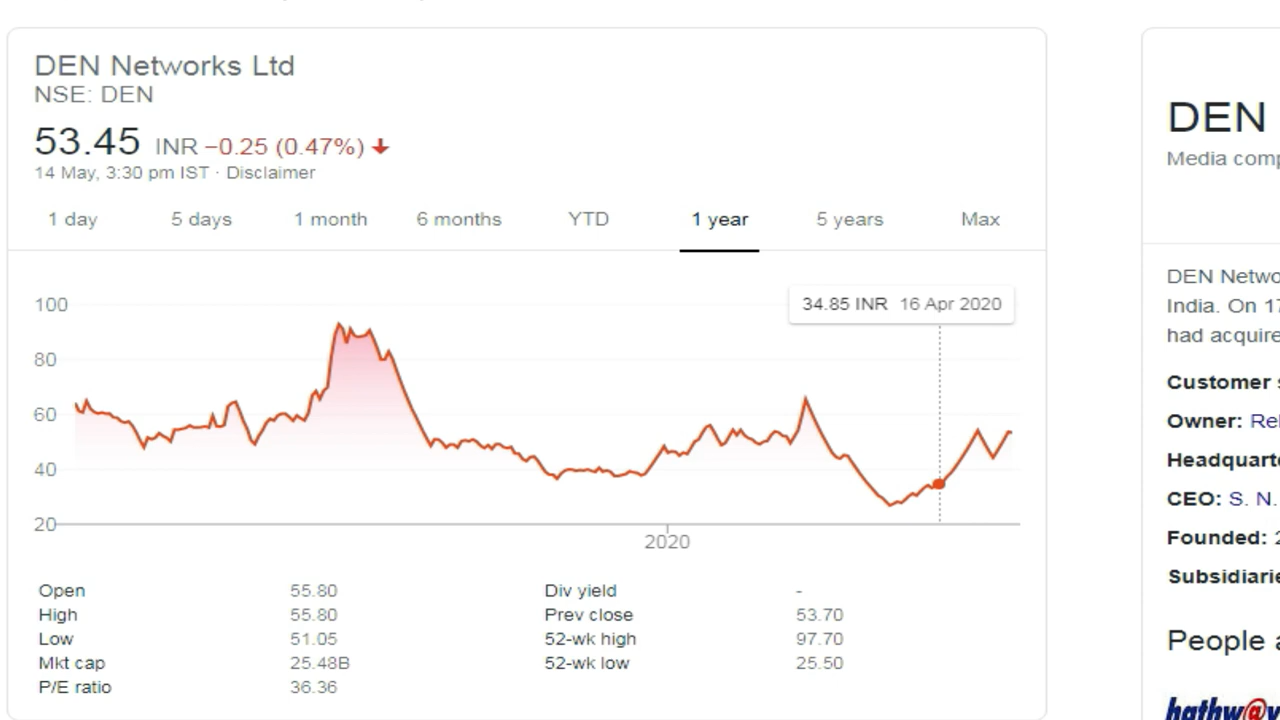 DEN Networks Ltd
NSE: DEN
53.45 INR −0.25 (0.47%)
14 May, 3:30 pm IST · Disclaimer
1 day 5 days 1 month 6 months YTD 1 year 5 years Max
34.85 INR 16 Apr 2020
100
80
60
40
20
2020
Open 55.80 Div yield -
High 55.80 Prev close 53.70
Low 51.05 52-wk high 97.70
Mkt cap 25.48B 52-wk low 25.50
P/E ratio 36.36
DEN
Media comp
DEN Netwo
India. On 17
had acquire
Customer s
Owner: Rel
Headquarte
CEO: S. N.
Founded: 2
Subsidiarie
People a
hathw@y